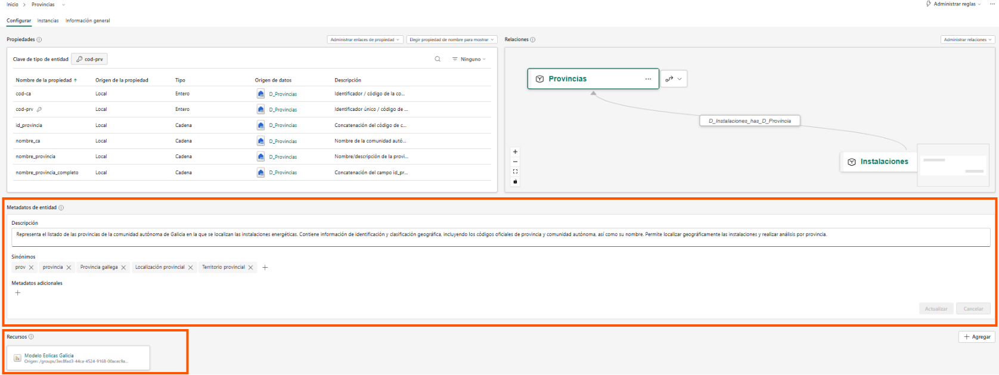 Inicio > Provincias
Administrar reglas
Configurar Instancias Información general
Propiedades
Administrar enlaces de propiedad
Elegir propiedad de nombre para mostrar
Clave de tipo de entidad cod-prv
Ninguno
Nombre de la propiedad ↑ Origen de la propiedad Tipo Origen de datos Descripción
cod-ca Local Entero D_Provincias Identificador / código de la co...
cod-prv Local Entero D_Provincias Identificador único / código de ...
id_provincia Local Cadena D_Provincias Concatenación del código de c...
nombre_ca Local Cadena D_Provincias Nombre de la comunidad autó...
nombre_provincia Local Cadena D_Provincias Nombre/descripción de la provi...
nombre_provincia_completo Local Cadena D_Provincias Concatenación del campo id_pr...
Relaciones
Administrar relaciones
Provincias ...
D_Instalaciones_has_D_Provincia
Instalaciones
Metadatos de entidad
Descripción
Representa el listado de las provincias de la comunidad autónoma de Galicia en la que se localizan las instalaciones energéticas. Contiene información de identificación y clasificación geográfica, incluyendo los códigos oficiales de provincia y comunidad autónoma, así como su nombre. Permite localizar geográficamente las instalaciones y realizar análisis por provincia.
Sinónimos
prov provincia Provincia gallega Localización provincial Territorio provincial
Metadatos adicionales
Actualizar Cancelar
Recursos
Agregar
Modelo Eolicas Galicia
Origen: /groups/3ec8fad3-44ca-4524-9168-00acec9a...